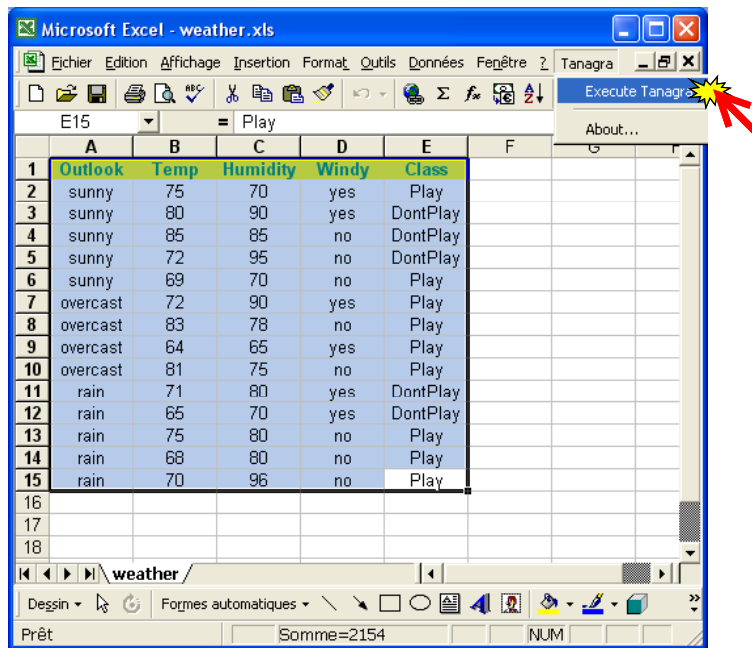 Microsoft Excel - weather.xls
Fichier Edition Affichage Insertion Format Outils Données Fenêtre ? Tanagra
Execute Tanagra
About...
E15 = Play
A B C D E F G
1 Outlook Temp Humidity Windy Class
2 sunny 75 70 yes Play
3 sunny 80 90 yes DontPlay
4 sunny 85 85 no DontPlay
5 sunny 72 95 no DontPlay
6 sunny 69 70 no Play
7 overcast 72 90 yes Play
8 overcast 83 78 no Play
9 overcast 64 65 yes Play
10 overcast 81 75 no Play
11 rain 71 80 yes DontPlay
12 rain 65 70 yes DontPlay
13 rain 75 80 no Play
14 rain 68 80 no Play
15 rain 70 96 no Play
16
17
18
weather
Dessin Formes automatiques
Prêt Somme=2154 NUM